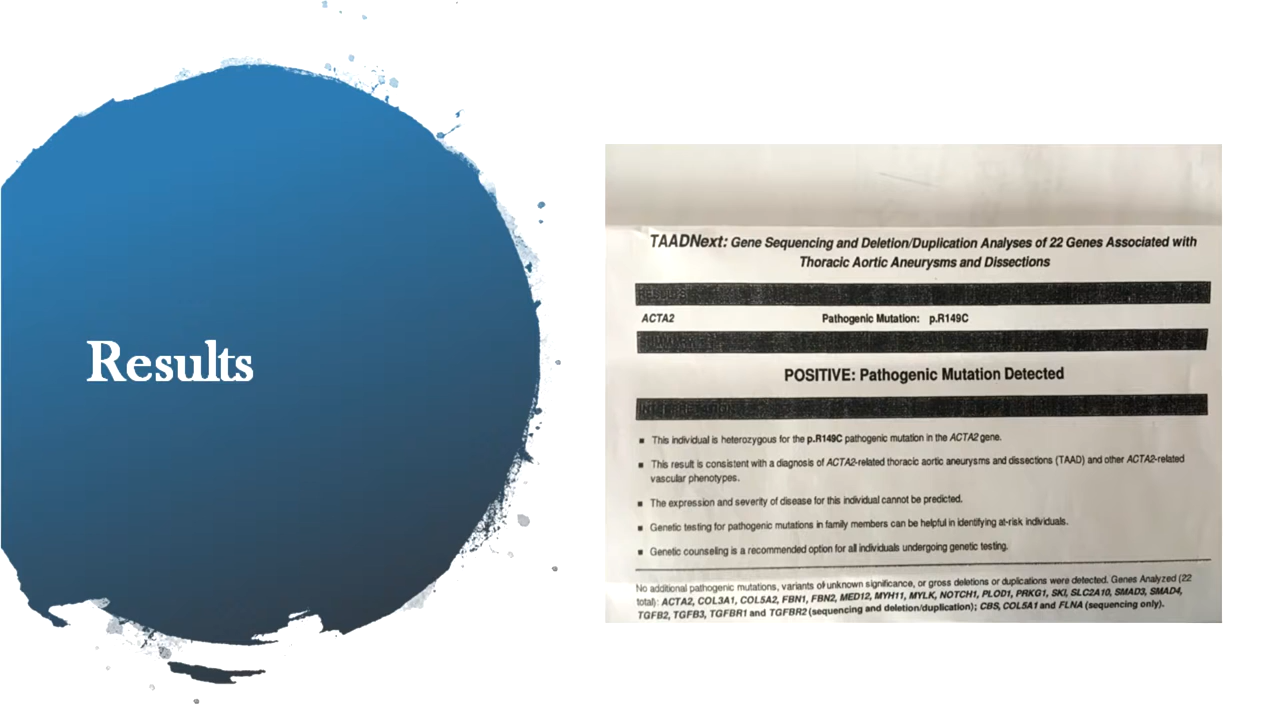 Results
TAADNext: Gene Sequencing and Deletion/Duplication Analyses of 22 Genes Associated with
Thoracic Aortic Aneurysms and Dissections
RESULTS
ACTA2 Pathogenic Mutation: p.R149C
SUMMARY
POSITIVE: Pathogenic Mutation Detected
INTERPRETATION
▪ This individual is heterozygous for the p.R149C pathogenic mutation in the ACTA2 gene.
▪ This result is consistent with a diagnosis of ACTA2-related thoracic aortic aneurysms and dissections (TAAD) and other ACTA2-related
vascular phenotypes.
▪ The expression and severity of disease for this individual cannot be predicted.
▪ Genetic testing for pathogenic mutations in family members can be helpful in identifying at-risk individuals.
▪ Genetic counseling is a recommended option for all individuals undergoing genetic testing.
No additional pathogenic mutations, variants of unknown significance, or gross deletions or duplications were detected. Genes Analyzed (22
total): ACTA2, COL3A1, COL5A2, FBN1, FBN2, MED12, MYH11, MYLK, NOTCH1, PLOD1, PRKG1, SKI, SLC2A10, SMAD3, SMAD4,
TGFB2, TGFB3, TGFBR1 and TGFBR2 (sequencing and deletion/duplication); CBS, COL5A1 and FLNA (sequencing only).